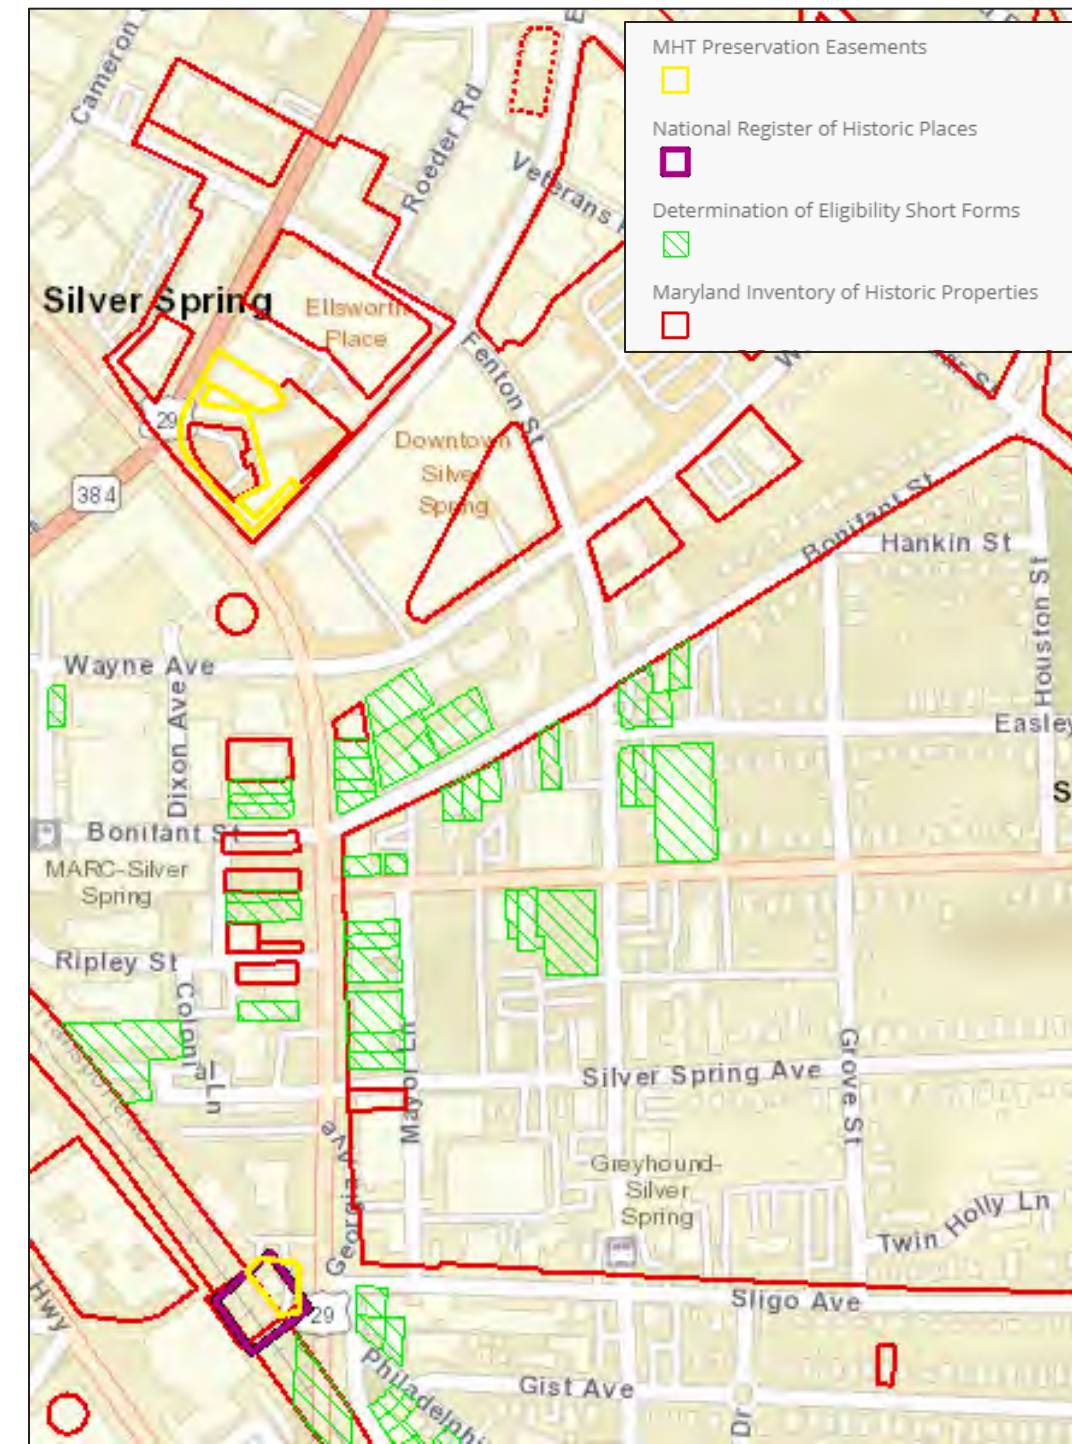 MHT Preservation Easements
National Register of Historic Places
Determination of Eligibility Short Forms
Maryland Inventory of Historic Properties
Cameron
Roeder Rd
Veterans
Silver Spring
Ellsworth
Place
Fenton St
29
Downtown
Silver
Spring
384
Bonifant St
Hankin St
Houston St
Wayne Ave
Dixon Ave
Easley
Bonifant St
MARC-Silver
Spring
Ripley St
Colonial Ln
Mayor Ln
Silver Spring Ave
Grove St
Georgia Ave
Greyhound-
Silver
Spring
Twin Holly Ln
Hwy
29
Sligo Ave
Philadelphi
Gist Ave
Dr